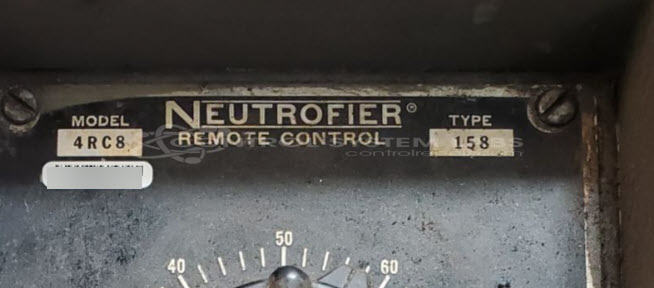 NEUTROFIER®
MODEL REMOTE CONTROL TYPE
4RC8 158
50
40 60